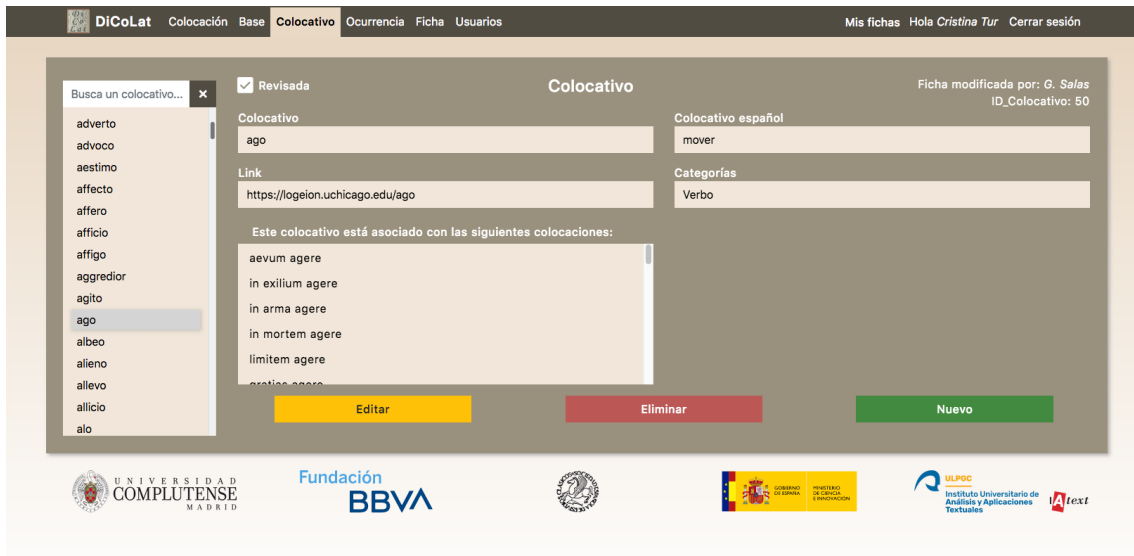 DiCoLat Colocación Base Colocativo Ocurrencia Ficha Usuarios Mis fichas Hola Cristina Tur Cerrar sesión
Busca un colocativo...
adverto
advoco
aestimo
affecto
affero
afficio
affigo
aggredior
agito
ago
albeo
alieno
allevo
allicio
alo
Revisada
Colocativo
Ficha modificada por: G. Salas
ID_Colocativo: 50
Colocativo
ago
Colocativo español
mover
Link
https://logeion.uchicago.edu/ago
Categorías
Verbo
Este colocativo está asociado con las siguientes colocaciones:
aevum agere
in exilium agere
in arma agere
in mortem agere
limitem agere
gratias agere
Editar
Eliminar
Nuevo
UNIVERSIDAD
COMPLUTENSE
MADRID
Fundación
BBVA
GOBIERNO
DE ESPAÑA
MINISTERIO
DE CIENCIA
E INNOVACIÓN
ULPGC
Instituto Universitario de
Análisis y Aplicaciones
Textuales
IAtext